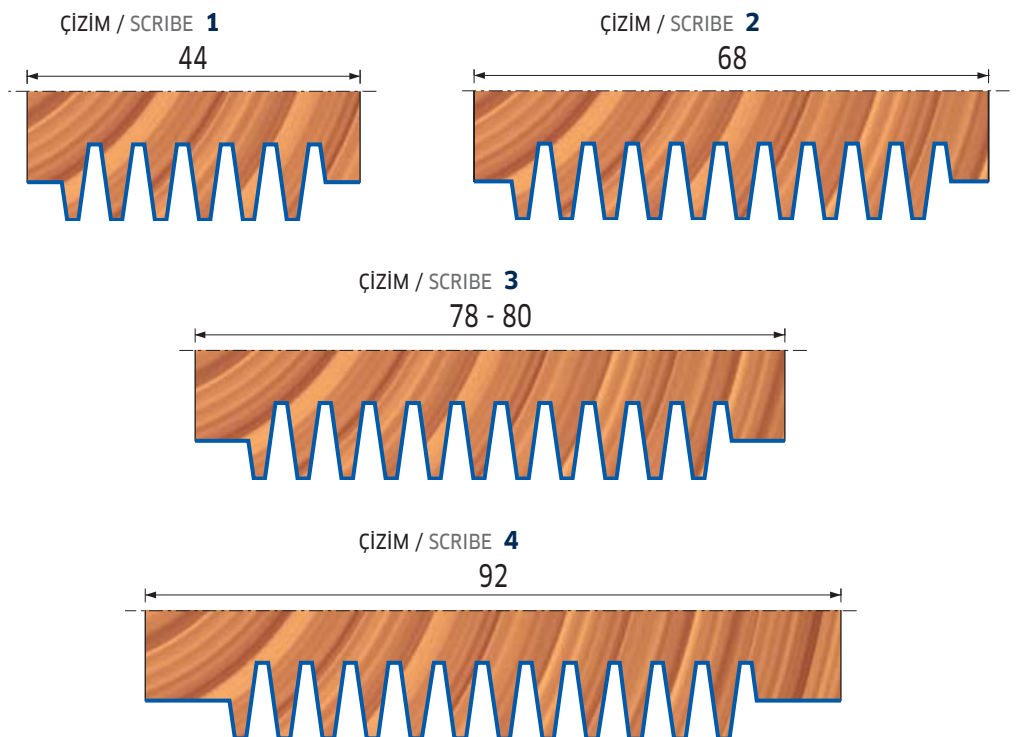 ÇİZİM / SCRIBE 1
44
ÇİZİM / SCRIBE 2
68
ÇİZİM / SCRIBE 3
78 - 80
ÇİZİM / SCRIBE 4
92